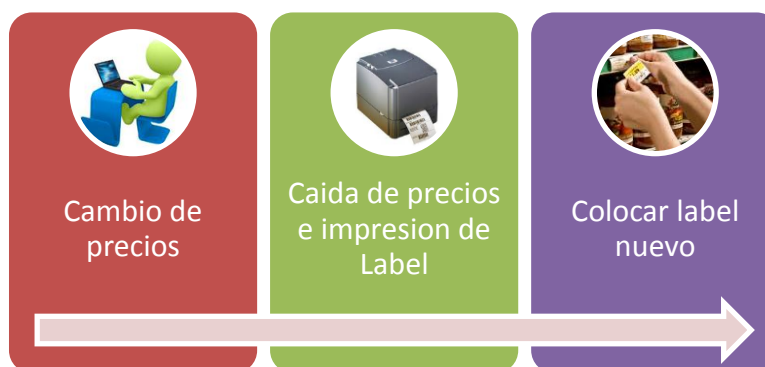 Cambio de
precios
Caida de precios
e impresion de
Label
Colocar label
nuevo